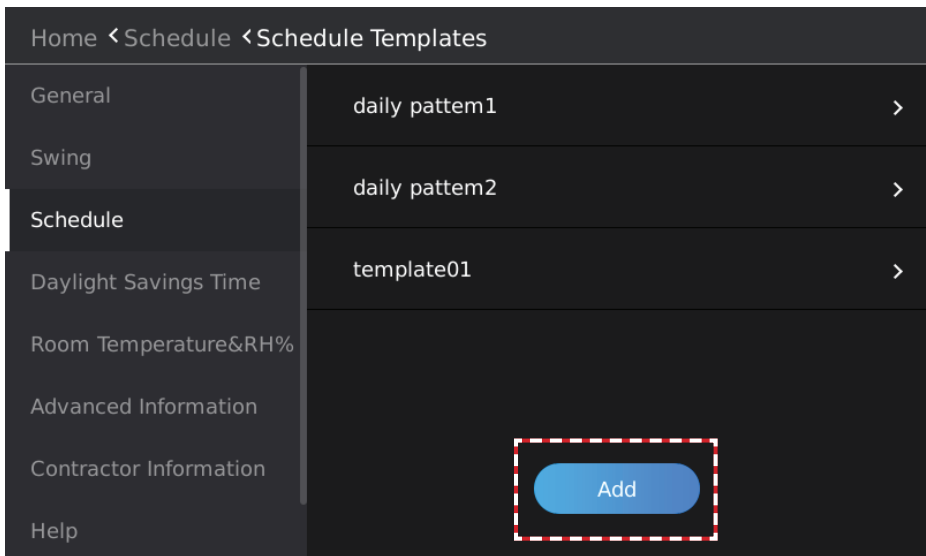 Home <Schedule <Schedule Templates
General
Swing
Schedule
Daylight Savings Time
Room Temperature&RH%
Advanced Information
Contractor Information
Help
daily pattem1
daily pattem2
template01
Add